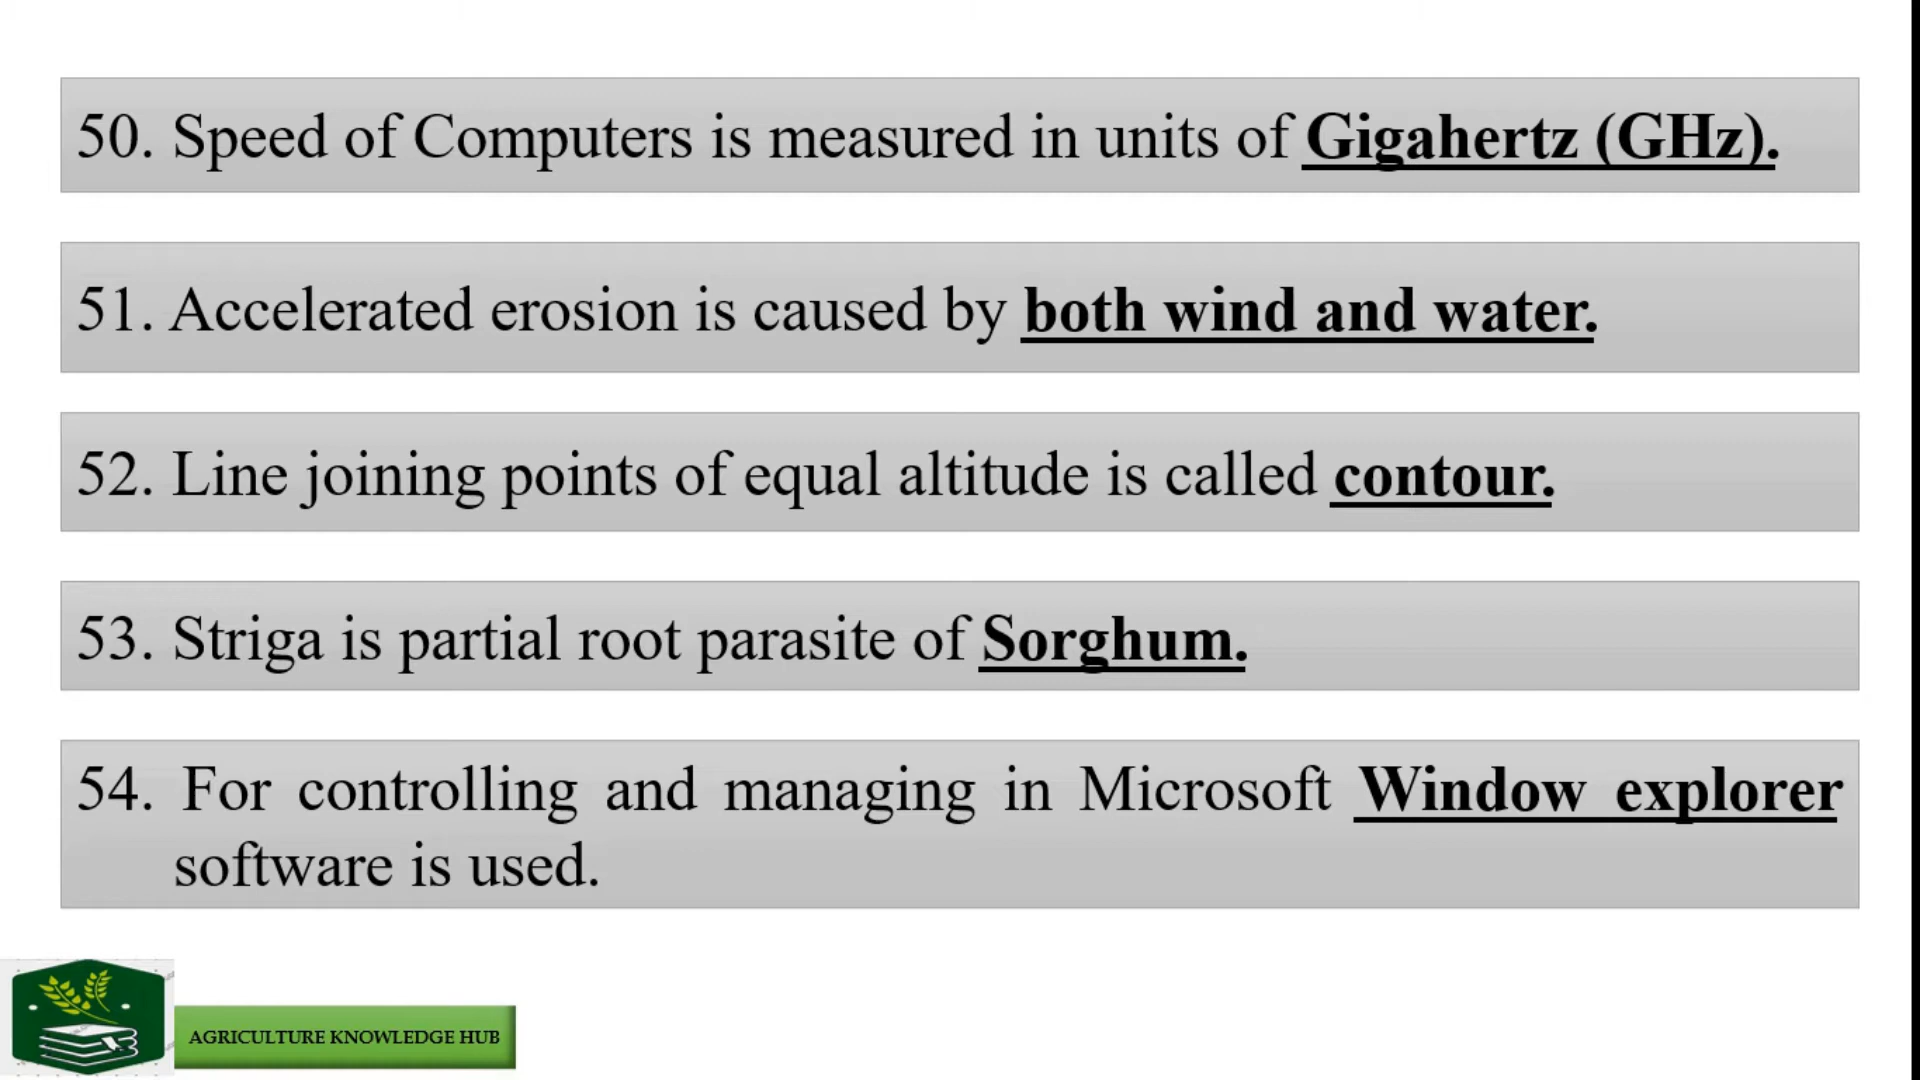 50. Speed of Computers is measured in units of Gigahertz (GHz).
51. Accelerated erosion is caused by both wind and water.
52. Line joining points of equal altitude is called contour.
53. Striga is partial root parasite of Sorghum.
54. For controlling and managing in Microsoft Window explorer
software is used.
AGRICULTURE KNOWLEDGE HUB